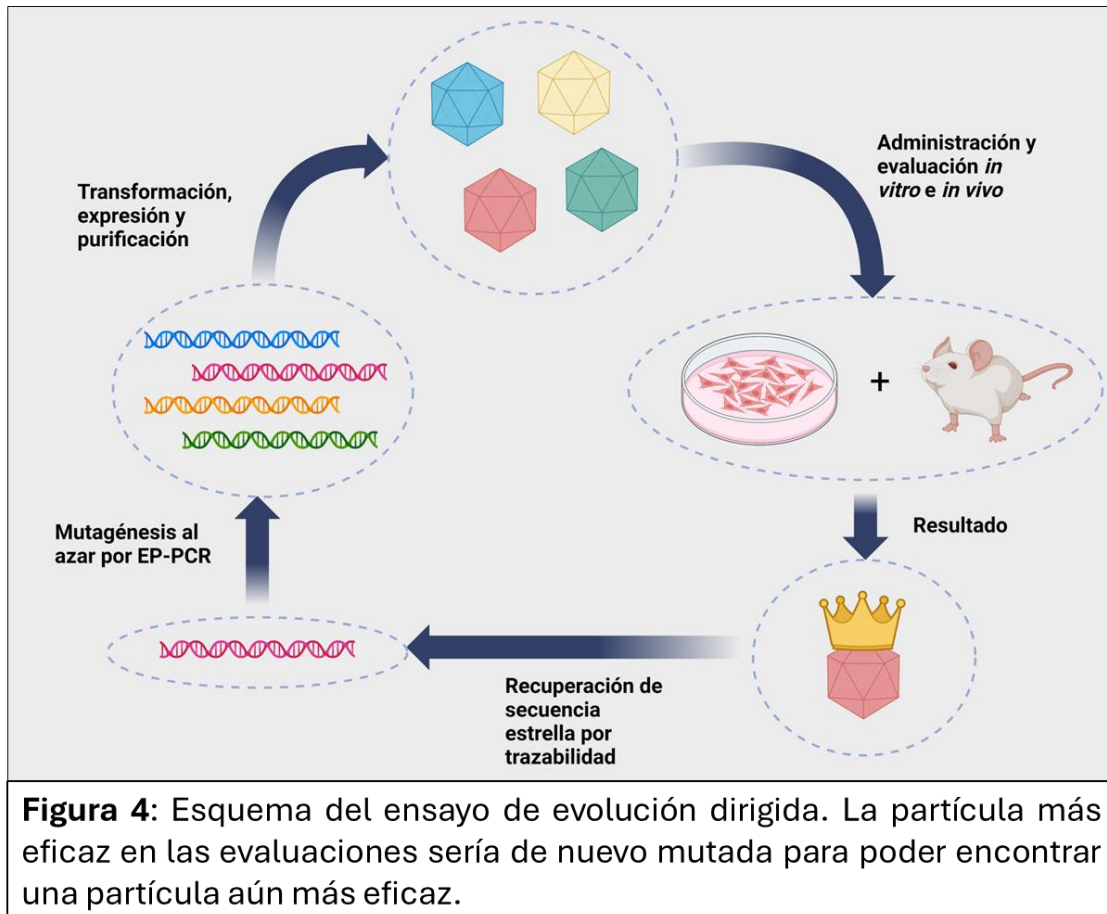 Transformación,
expresión y
purificación
Administración y
evaluación in
vitro e in vivo
+
Resultado
Mutagénesis al
azar por EP-PCR
Recuperación de
secuencia
estrella por
trazabilidad
Figura 4: Esquema del ensayo de evolución dirigida. La partícula más
eficaz en las evaluaciones sería de nuevo mutada para poder encontrar
una partícula aún más eficaz.